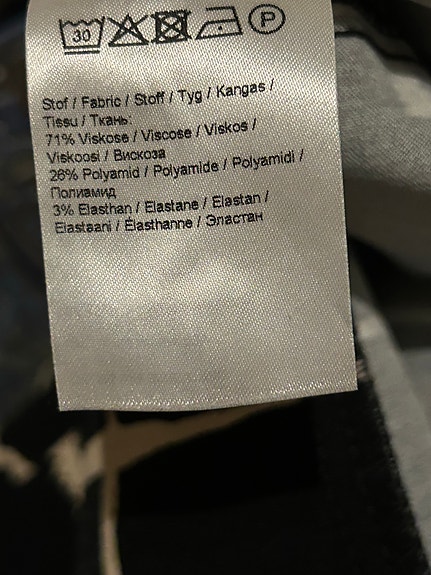 30 P
Stof / Fabric / Stoff / Tyg / Kangas /
Tissu / Ткань:
71% Viskose / Viscose / Viskos /
Viskoosi / Вискоза
26% Polyamid / Polyamide / Polyamidi /
Полиамид
3% Elasthan / Elastane / Elastan /
Elastaani / Élasthanne / Эластан